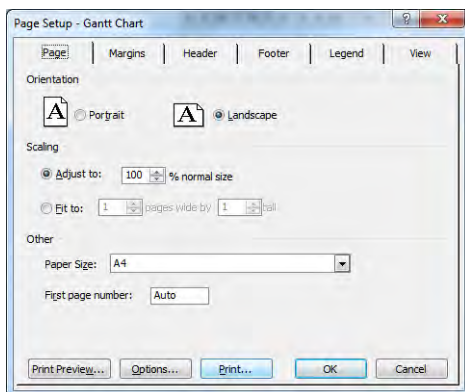 Page Setup - Gantt Chart
Page Margins Header Footer Legend View
Orientation
A Portrait A Landscape
Scaling
Adjust to: 100 % normal size
Fit to: 1 pages wide by 1 tall
Other
Paper Size: A4
First page number: Auto
Print Preview... Options... Print... OK Cancel